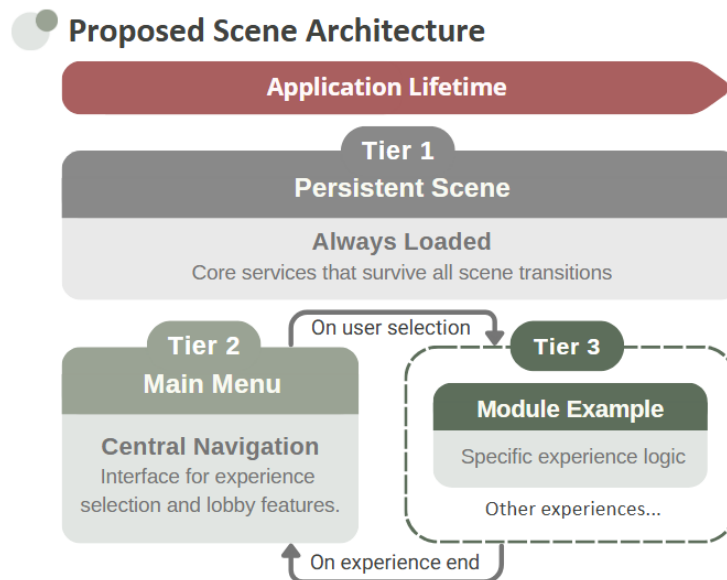 Proposed Scene Architecture
Application Lifetime
Tier 1
Persistent Scene
Always Loaded
Core services that survive all scene transitions
On user selection
Tier 2
Main Menu
Central Navigation
Interface for experience
selection and lobby features.
Tier 3
Module Example
Specific experience logic
Other experiences...
On experience end